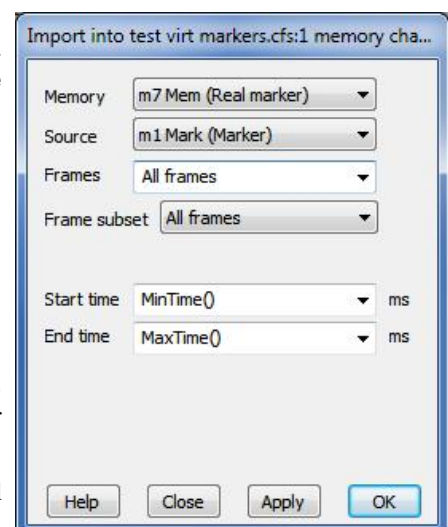 Import into test virt markers.cfs:1 memory cha...
Memory m7 Mem (Real marker)
Source m1 Mark (Marker)
Frames All frames
Frame subset All frames
Start time MinTime() ms
End time MaxTime() ms
Help Close Apply OK